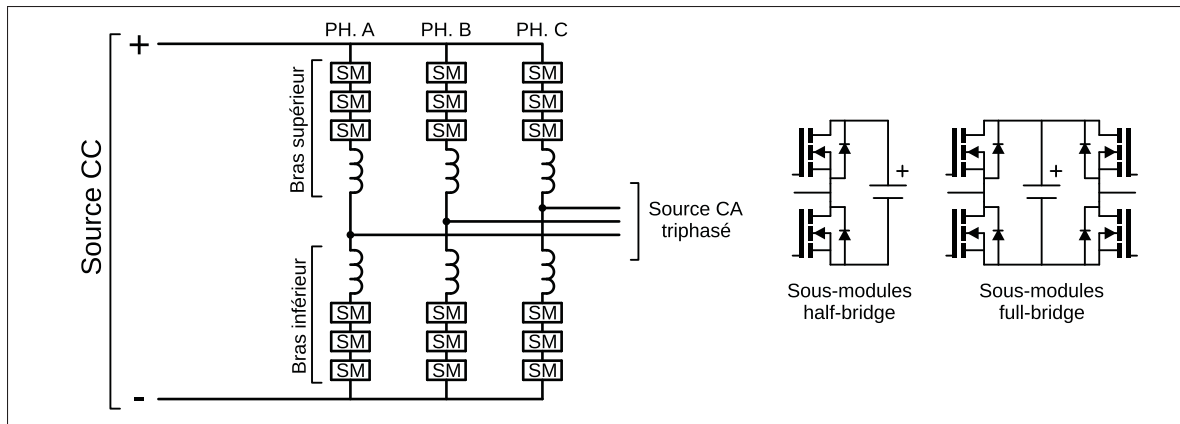 PH. A
PH. B
PH. C
+
Source CC
Bras supérieur
SM
SM
SM
SM
SM
SM
SM
SM
SM
Source CA
triphasé
Bras inférieur
SM
SM
SM
SM
SM
SM
SM
SM
SM
-
+
+
Sous-modules
half-bridge
Sous-modules
full-bridge